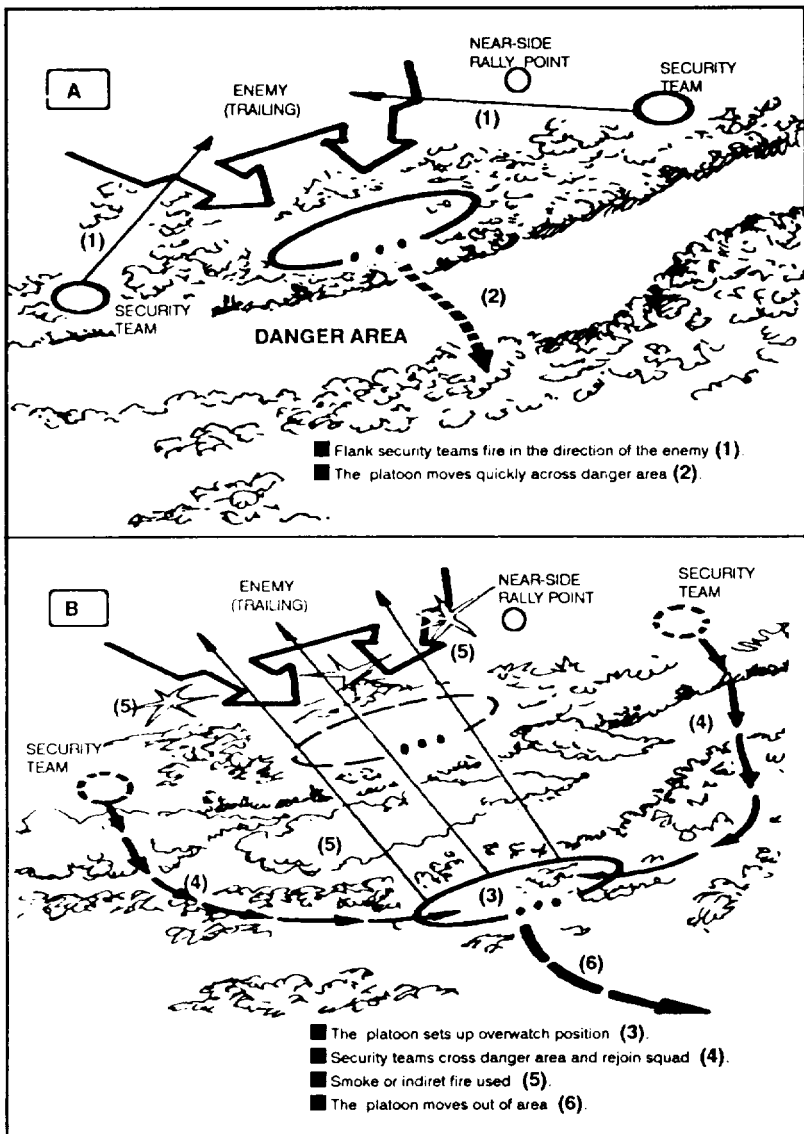 A
ENEMY
(TRAILING)
NEAR-SIDE
RALLY POINT
SECURITY
TEAM
(1)
(1)
SECURITY
TEAM
(2)
DANGER AREA
■ Flank security teams fire in the direction of the enemy (1).
■ The platoon moves quickly across danger area (2).
B
ENEMY
(TRAILING)
NEAR-SIDE
RALLY POINT
SECURITY
TEAM
(5)
(5)
SECURITY
TEAM
(4)
(5)
(4)
(3)
(6)
■ The platoon sets up overwatch position (3).
■ Security teams cross danger area and rejoin squad (4).
■ Smoke or indiret fire used (5).
■ The platoon moves out of area (6).